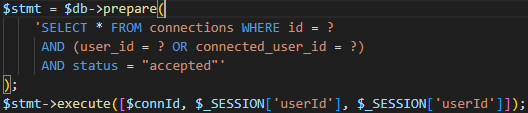 $stmt = $db->prepare(
    'SELECT * FROM connections WHERE id = ?
    AND (user_id = ? OR connected_user_id = ?)
    AND status = "accepted"'
);
$stmt->execute([$connId, $_SESSION['userId'], $_SESSION['userId']]);